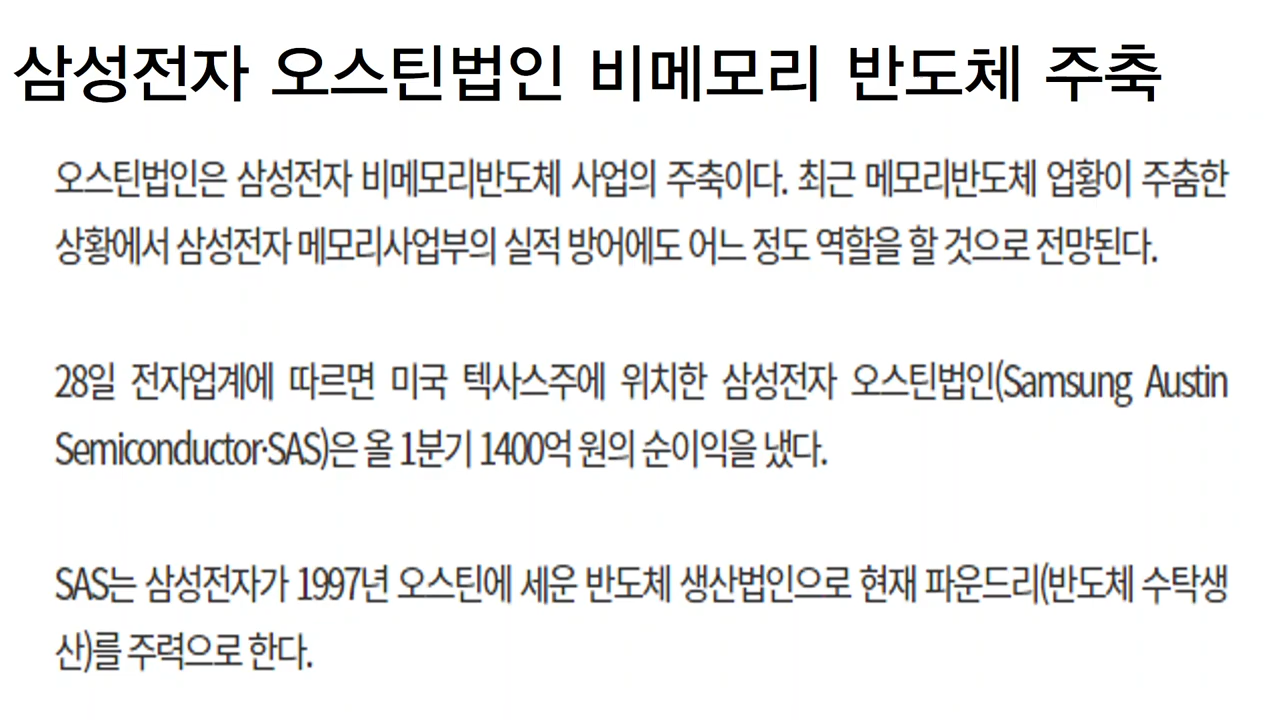 삼성전자 오스틴법인 비메모리 반도체 주축
오스틴법인은 삼성전자 비메모리반도체 사업의 주축이다. 최근 메모리반도체 업황이 주춤한
상황에서 삼성전자 메모리사업부의 실적 방어에도 어느 정도 역할을 할 것으로 전망된다.
28일 전자업계에 따르면 미국 텍사스주에 위치한 삼성전자 오스틴법인(Samsung Austin
Semiconductor·SAS)은 올 1분기 1400억 원의 순이익을 냈다.
SAS는 삼성전자가 1997년 오스틴에 세운 반도체 생산법인으로 현재 파운드리(반도체 수탁생
산)를 주력으로 한다.